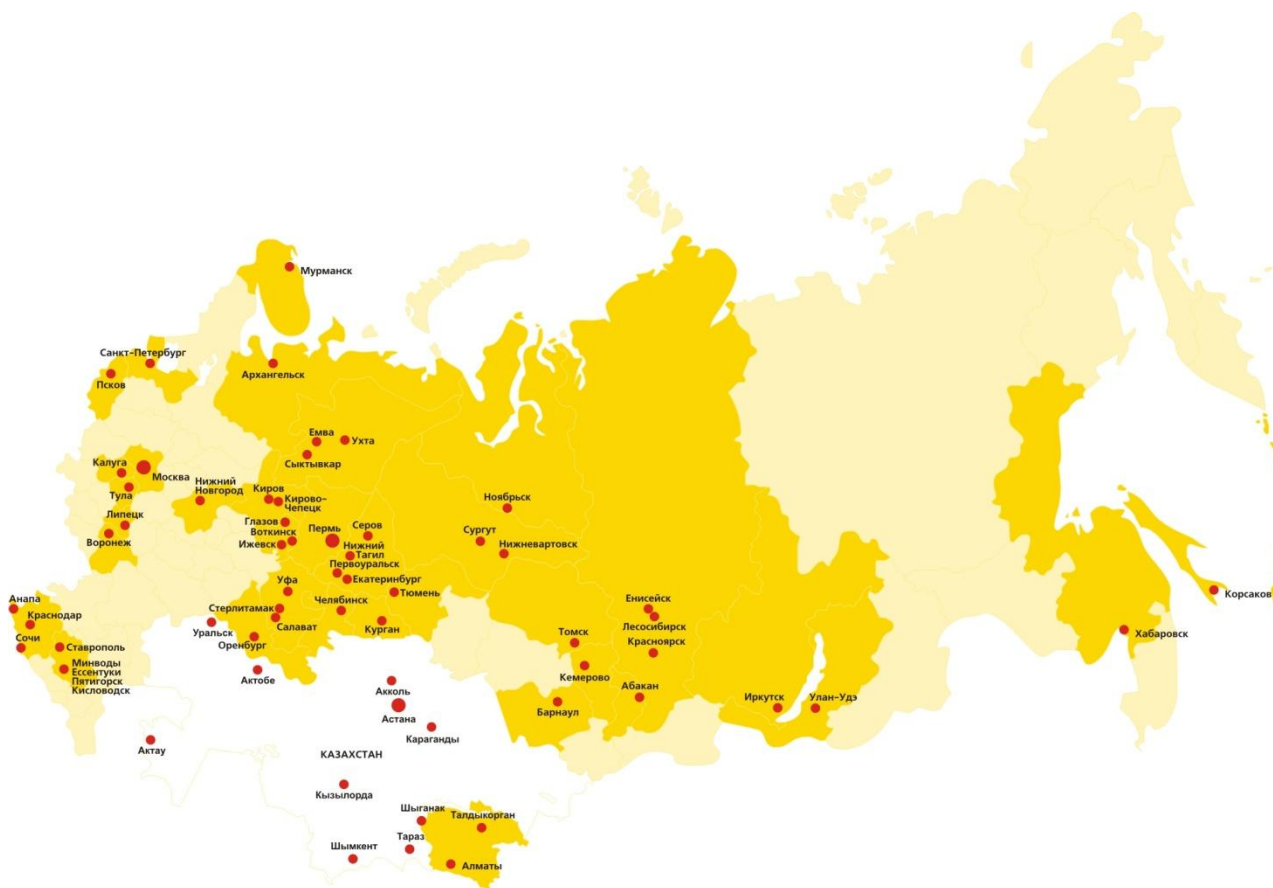 Мурманск
Санкт-Петербург
Псков
Архангельск
Емва
Ухта
Сыктывкар
Калуга
Москва
Тула
Нижний
Новгород
Киров
Кирово-
Чепецк
Липецк
Воронеж
Глазов
Воткинск
Ижевск
Пермь
Серов
Нижний
Тагил
Первоуральск
Екатеринбург
Ноябрьск
Сургут
Нижневартовск
Уфа
Тюмень
Стерлитамак
Челябинск
Салават
Курган
Анапа
Краснодар
Сочи
Ставрополь
Минводы
Ессентуки
Пятигорск
Кисловодск
Уральск
Оренбург
Актобе
Енисейск
Лесосибирск
Томск
Красноярск
Кемерово
Абакан
Барнаул
Иркутск
Улан-Удэ
Корсаков
Хабаровск
Акколь
Астана
Караганды
Актау
КАЗАХСТАН
Кызылорда
Шыганак
Талдыкорган
Тараз
Шымкент
Алматы